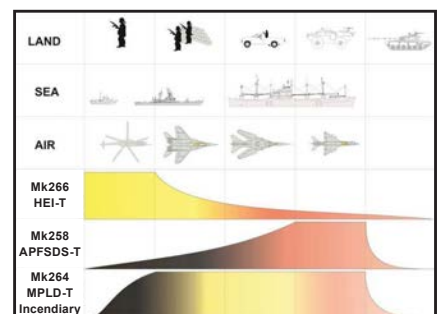 LAND
SEA
AIR
Mk266
HEI-T
Mk258
APFSDS-T
Mk264
MPLD-T
Incendiary